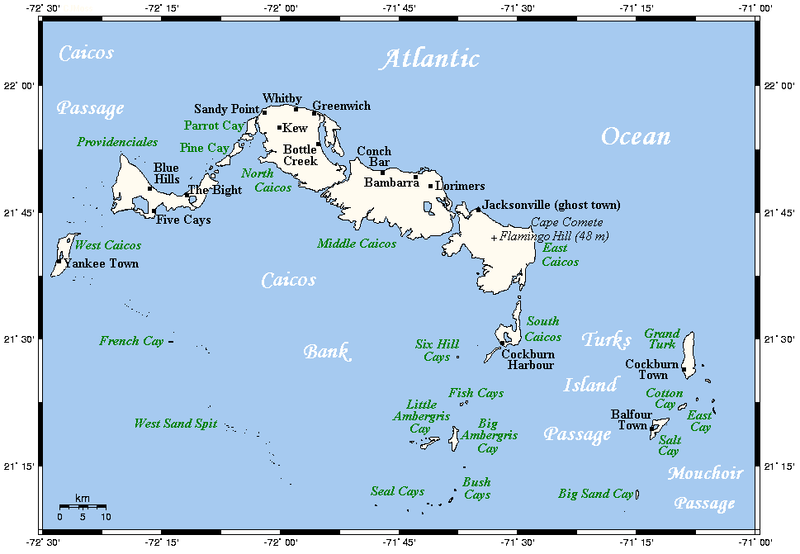 -72˚ 30' -72˚ 15' -72˚ 00' -71˚ 45' -71˚ 30' -71˚ 15' -71˚ 00'
Caicos
Passage
Atlantic
Ocean
22˚ 00'
22˚ 00'
Whitby
Sandy Point
Greenwich
Parrot Cay
Kew
Pine Cay
Bottle
Creek
Providenciales
Blue
Hills
The Bight
Five Cays
North
Caicos
Conch
Bar
Bambarra
Lorimers
Jacksonville (ghost town)
21˚ 45'
21˚ 45'
Cape Comete
Flamingo Hill (48 m)
Middle Caicos
East
Caicos
West Caicos
Yankee Town
Caicos
Bank
21˚ 30'
21˚ 30'
French Cay
South
Caicos
Six Hill
Cays
Cockburn
Harbour
Turks
Island
Passage
Grand
Turk
Cockburn
Town
Fish Cays
Cotton
Cay
East
Cay
Little
Ambergris
Cay
Big
Ambergris
Cay
West Sand Spit
Balfour
Town
Salt
Cay
21˚ 15'
21˚ 15'
Mouchoir
Passage
Seal Cays
Bush
Cays
Big Sand Cay
km
0 5 10
-72˚ 30' -72˚ 15' -72˚ 00' -71˚ 45' -71˚ 30' -71˚ 15' -71˚ 00'